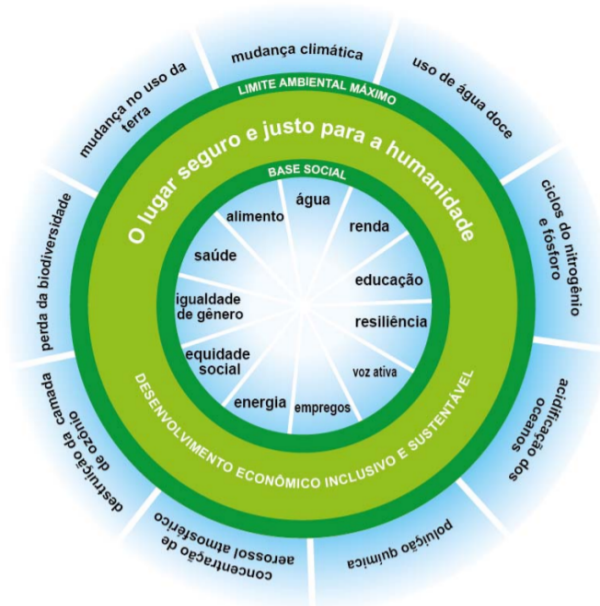 mudança climática
uso de água doce
ciclos do nitrogênio
e fósforo
acidificação dos
oceanos
poluição química
concentração de
aerossol atmosférico
destruição da camada
de ozônio
perda da biodiversidade
mudança no uso da
terra
LIMITE AMBIENTAL MÁXIMO
O lugar seguro e justo para a humanidade
BASE SOCIAL
água
renda
educação
resiliência
voz ativa
empregos
energia
equidade
social
igualdade
de gênero
saúde
alimento
DESENVOLVIMENTO ECONÔMICO INCLUSIVO E SUSTENTÁVEL